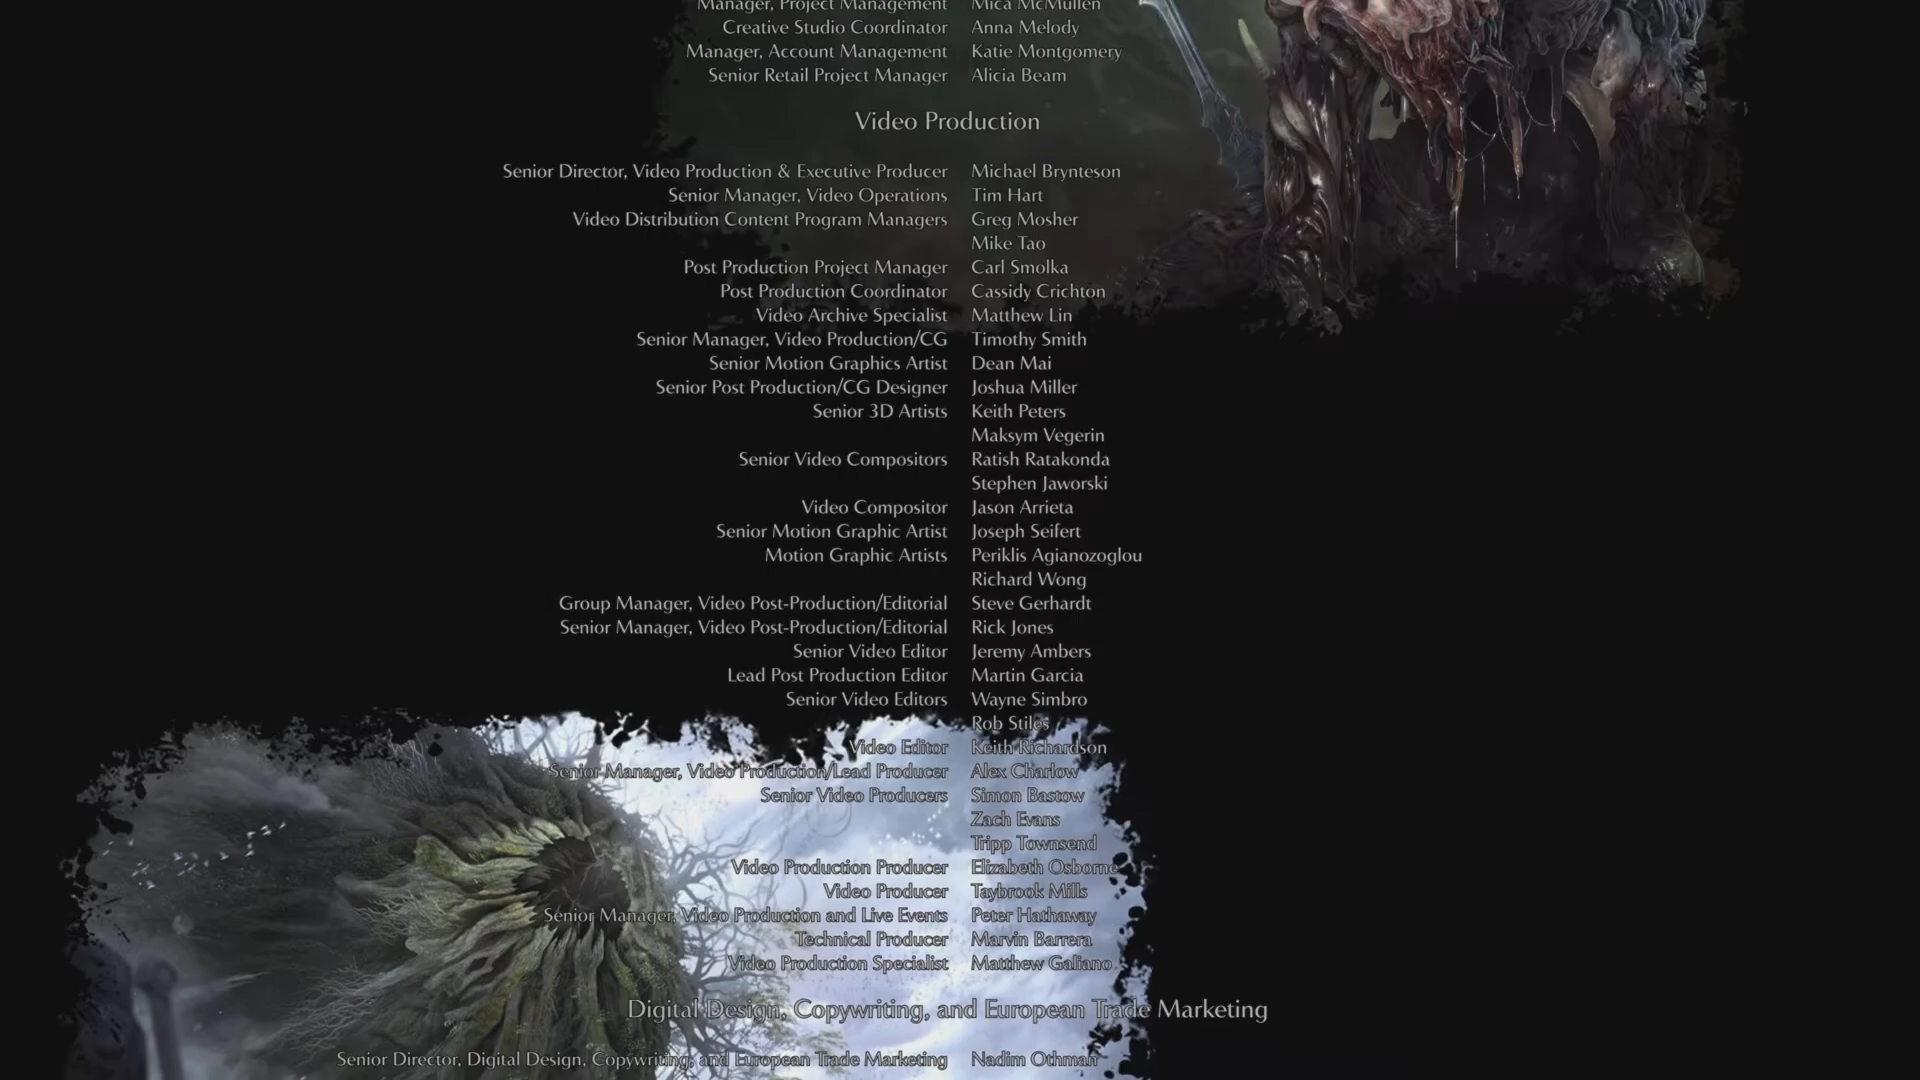 Manager, Project Management Mica McMullen
Creative Studio Coordinator Anna Melody
Manager, Account Management Katie Montgomery
Senior Retail Project Manager Alicia Beam
Video Production
Senior Director, Video Production & Executive Producer Michael Brynteson
Senior Manager, Video Operations Tim Hart
Video Distribution Content Program Managers Greg Mosher
Mike Tao
Post Production Project Manager Carl Smolka
Post Production Coordinator Cassidy Crichton
Video Archive Specialist Matthew Lin
Senior Manager, Video Production/CG Timothy Smith
Senior Motion Graphics Artist Dean Mai
Senior Post Production/CG Designer Joshua Miller
Senior 3D Artists Keith Peters
Maksym Vegerin
Senior Video Compositors Ratish Ratakonda
Stephen Jaworski
Video Compositor Jason Arrieta
Senior Motion Graphic Artist Joseph Seifert
Motion Graphic Artists Periklis Agianozoglou
Richard Wong
Group Manager, Video Post-Production/Editorial Steve Gerhardt
Senior Manager, Video Post-Production/Editorial Rick Jones
Senior Video Editor Jeremy Ambers
Lead Post Production Editor Martin Garcia
Senior Video Editors Wayne Simbro
Rob Stiles
Video Editor Keith Richardson
Senior Manager, Video Production/Lead Producer Alex Charlow
Senior Video Producers Simon Bastow
Zach Evans
Tripp Townsend
Video Production Producer Elizabeth Osborne
Video Producer Taybrook Mills
Senior Manager, Video Production and Live Events Peter Hathaway
Technical Producer Marvin Barrera
Video Production Specialist Matthew Galiano
Digital Design, Copywriting, and European Trade Marketing
Senior Director, Digital Design, Copywriting, and European Trade Marketing Nadim Othman